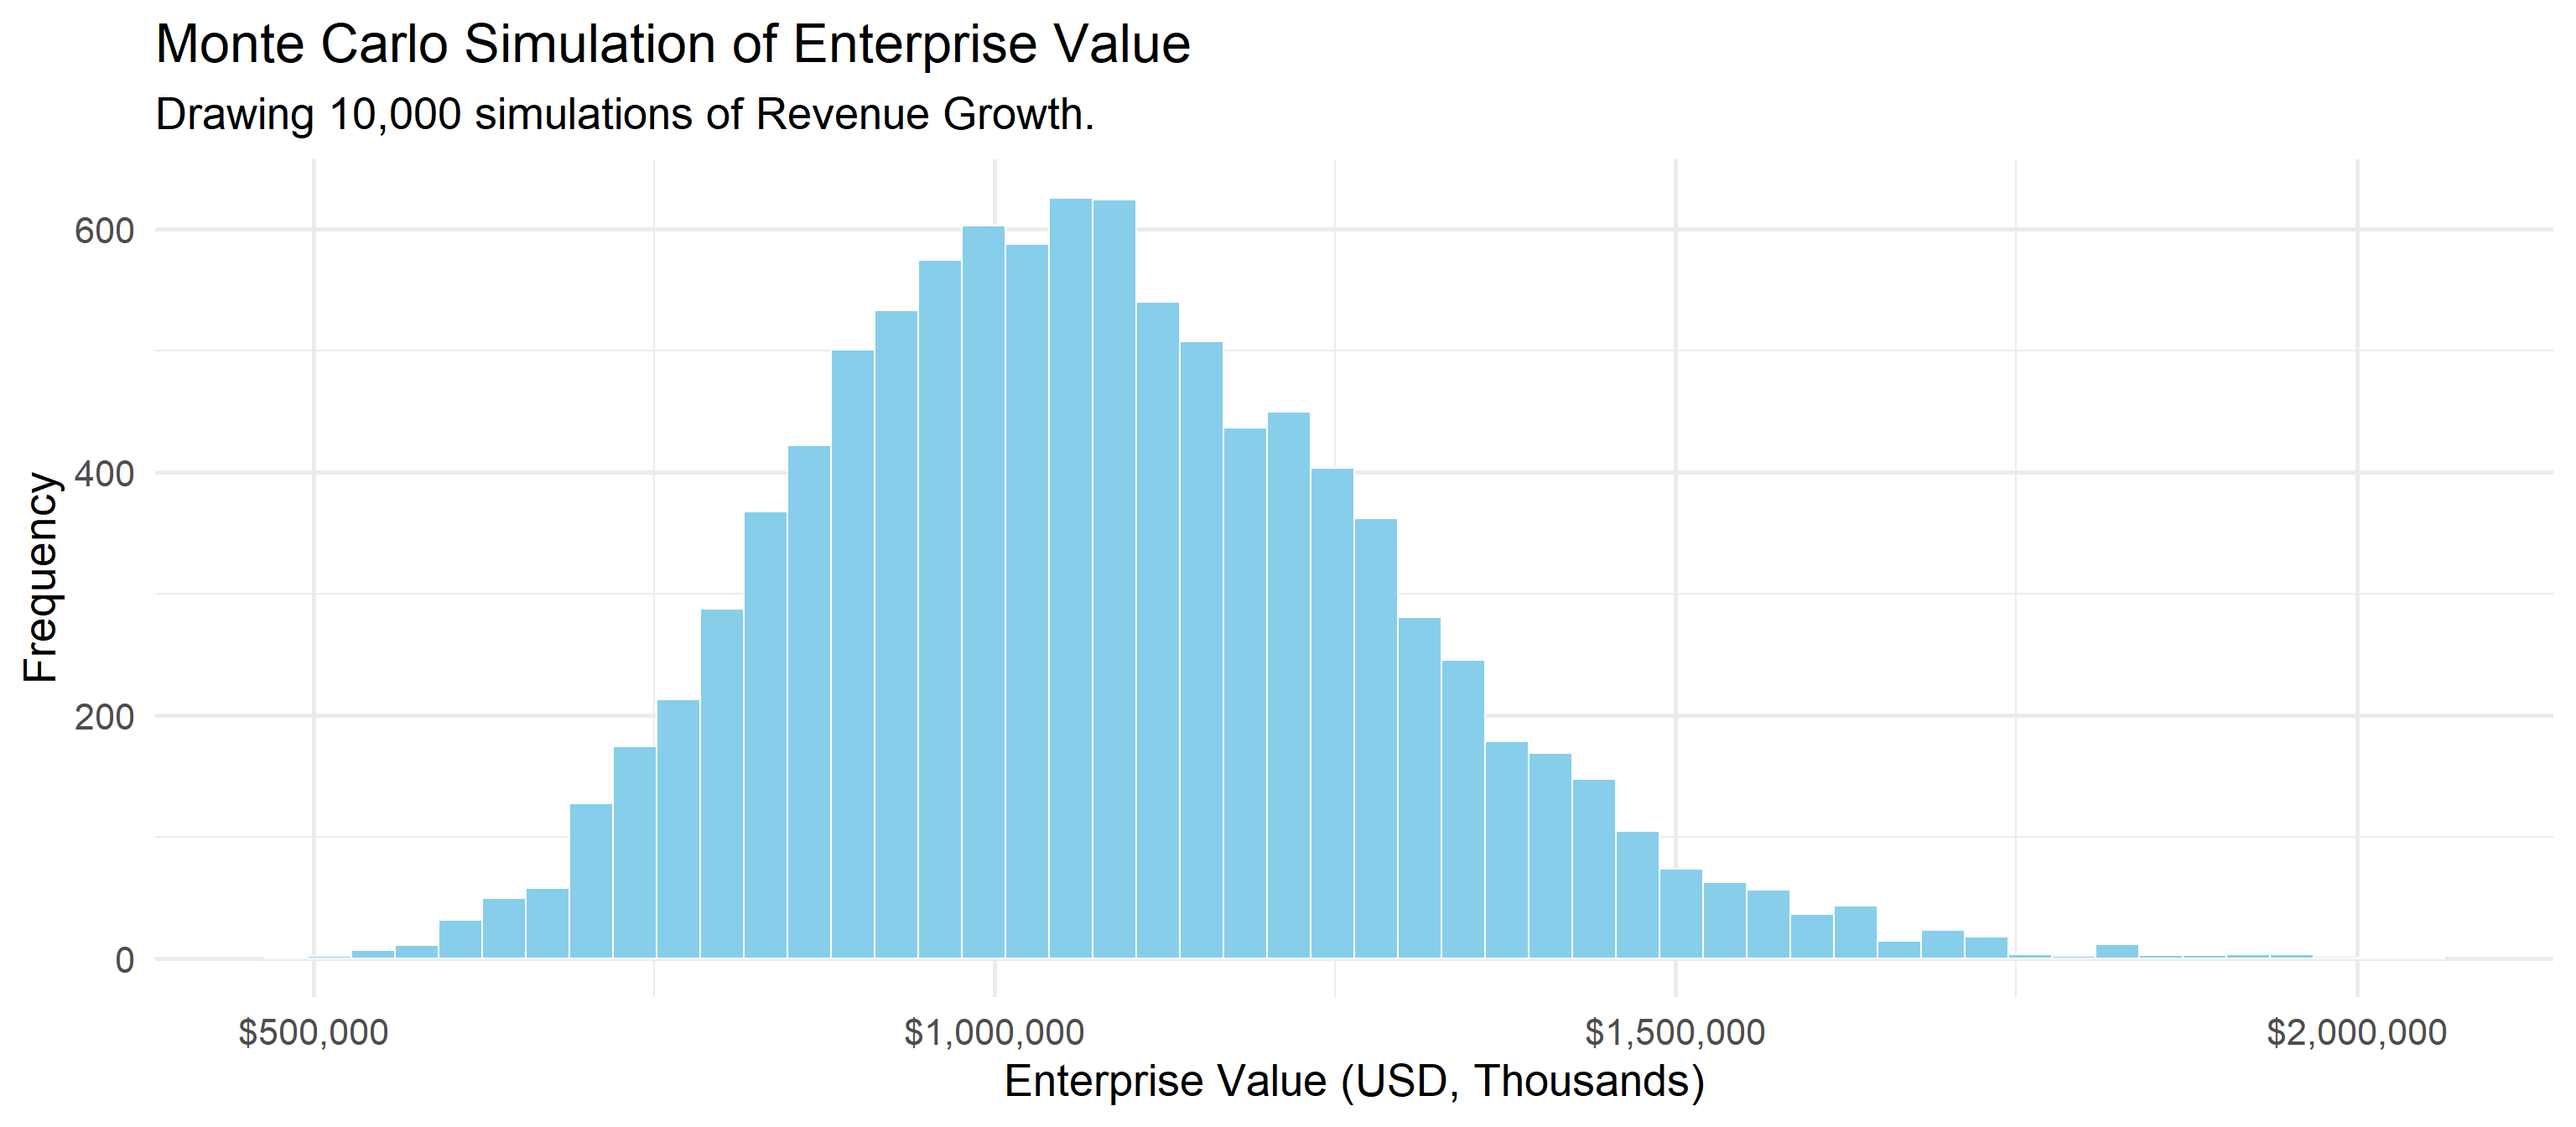 Monte Carlo Simulation of Enterprise Value
Drawing 10,000 simulations of Revenue Growth.
600
400
200
0
Frequency
$500,000
$1,000,000
$1,500,000
$2,000,000
Enterprise Value (USD, Thousands)